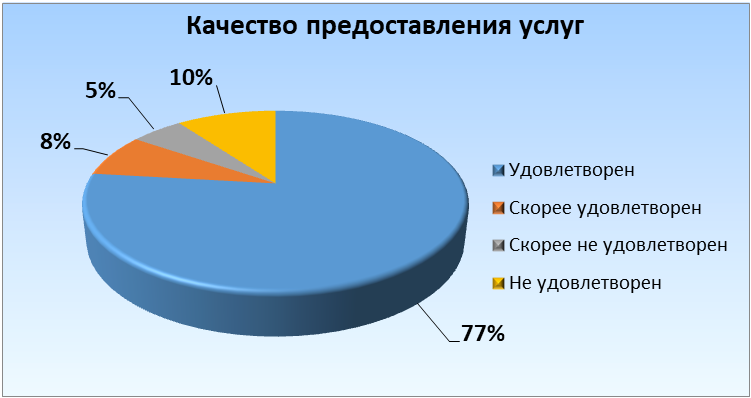 Качество предоставления услуг
10%
5%
8%
77%
Удовлетворен
Скорее удовлетворен
Скорее не удовлетворен
Не удовлетворен